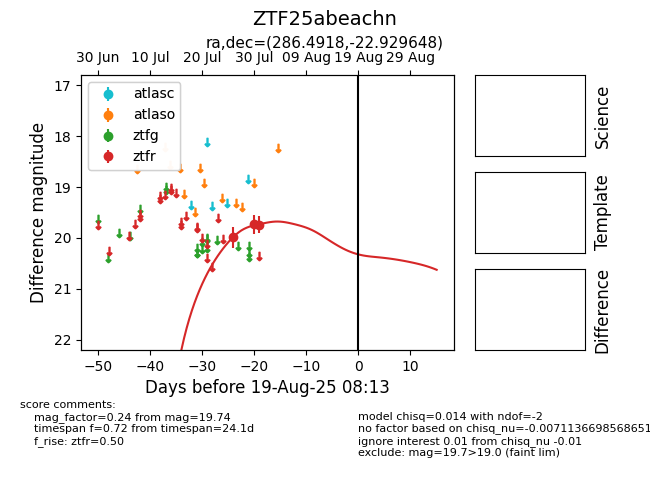 ZTF25abeachn
ra,dec=(286.4918,-22.929648)
30 Jun 10 Jul 20 Jul 30 Jul 09 Aug 19 Aug 29 Aug
17
18
19
20
21
22
Difference magnitude
atlasc
atlaso
ztfg
ztfr
−50 −40 −30 −20 −10 0 10
Days before 19-Aug-25 08:13
Science
Template
Difference
score comments:
mag_factor=0.24 from mag=19.74
timespan f=0.72 from timespan=24.1d
f_rise: ztfr=0.50
model chisq=0.014 with ndof=-2
no factor based on chisq_nu=-0.0071136698568651
ignore interest 0.01 from chisq_nu -0.01
exclude: mag=19.7>19.0 (faint lim)